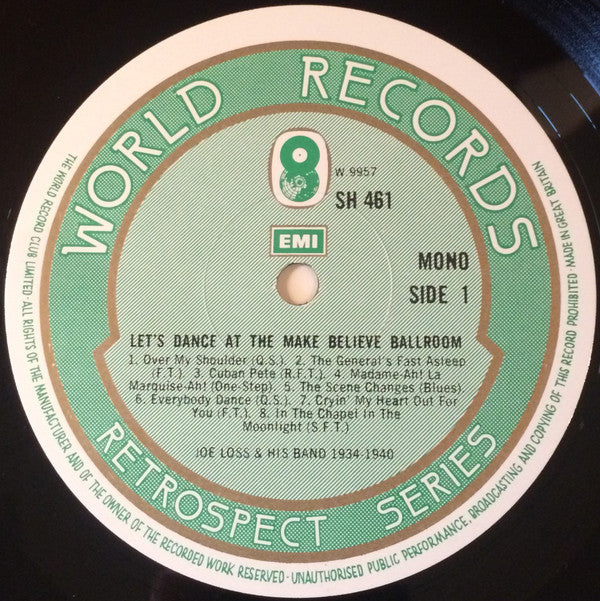 WORLD RECORDS
W 9957
SH 461
EMI
MONO
SIDE 1
LET'S DANCE AT THE MAKE BELIEVE BALLROOM
1. Over My Shoulder (Q.S.). 2. The General's Fast Asleep
(F.T.). 3. Cuban Pete (R.F.T.). 4. Madame-Ah! La
Marquise-Ah! (One-Step). 5. The Scene Changes (Blues).
6. Everybody Dance (Q.S.). 7. Cryin' My Heart Out For
You (F.T.). 8. In The Chapel In The
Moonlight (S.F.T.)
JOE LOSS & HIS BAND 1934-1940
RETROSPECT SERIES
THE WORLD RECORD CLUB LIMITED · ALL RIGHTS OF THE MANUFACTURER AND OF THE OWNER OF THE RECORDED WORK RESERVED · UNAUTHORISED PUBLIC PERFORMANCE, BROADCASTING AND COPYING OF THIS RECORD PROHIBITED · MADE IN GREAT BRITAIN